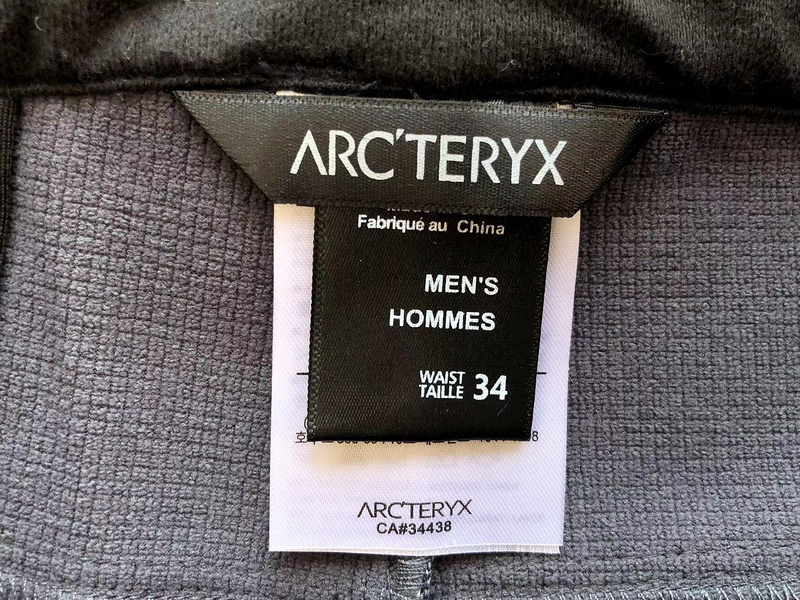 ARC'TERYX
Fabriqué au China
MEN'S
HOMMES
WAIST
TAILLE 34
ARC'TERYX
CA#34438